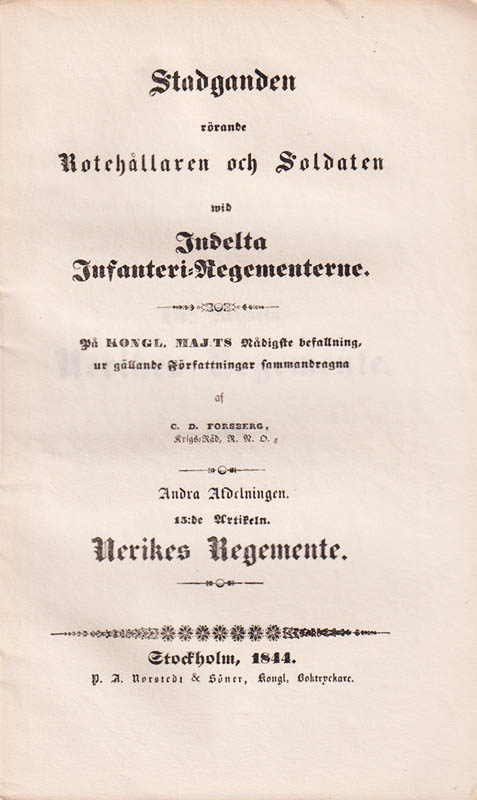 Stadganden
rörande
Rotehållaren och Soldaten
wid
Indelta
Infanteri-Regementerne.
På KONGL. MAJ:TS Nådigste befallning,
ur gällande Författningar sammandragna
af
C. D. FORSBERG,
Krigs-Råd, R. N. O.
Andra Afdelningen.
15:de Artikeln.
Nerikes Regemente.
Stockholm, 1844.
P. A. Norstedt & Söner, Kongl. Boktryckare.